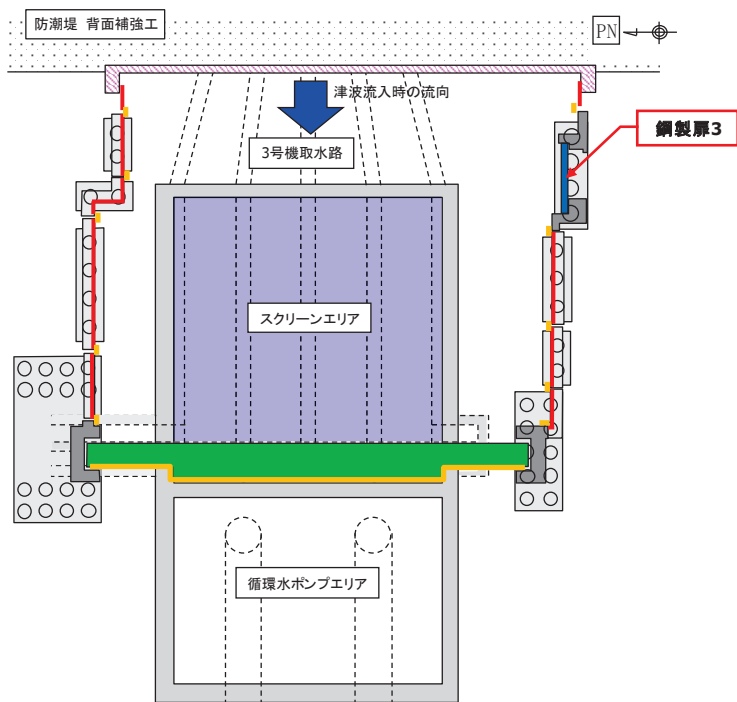 防潮堤 背面補強工
PN
津波流入時の流向
鋼製扉3
3号機取水路
スクリーンエリア
循環水ポンプエリア